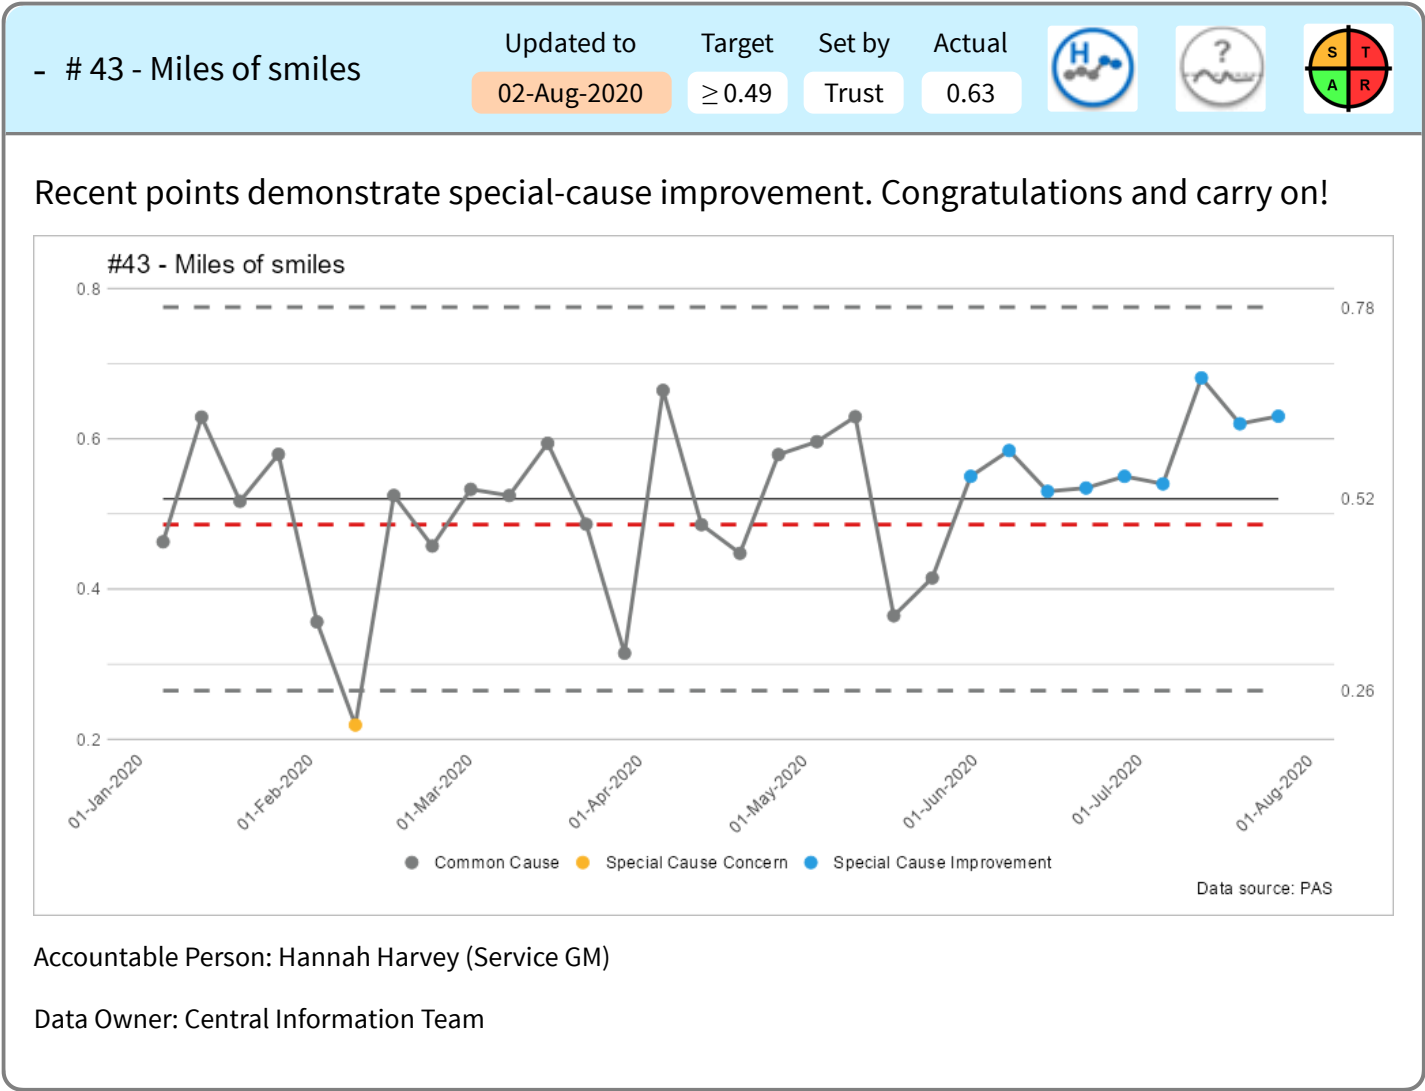 - # 43 - Miles of smiles
Updated to
02-Aug-2020
Target
≥ 0.49
Set by
Trust
Actual
0.63
H
?
S T
A R
Recent points demonstrate special-cause improvement. Congratulations and carry on!
#43 - Miles of smiles
0.8
0.6
0.4
0.2
0.78
0.52
0.26
01-Jan-2020
01-Feb-2020
01-Mar-2020
01-Apr-2020
01-May-2020
01-Jun-2020
01-Jul-2020
01-Aug-2020
Common Cause Special Cause Concern Special Cause Improvement
Data source: PAS
Accountable Person: Hannah Harvey (Service GM)
Data Owner: Central Information Team